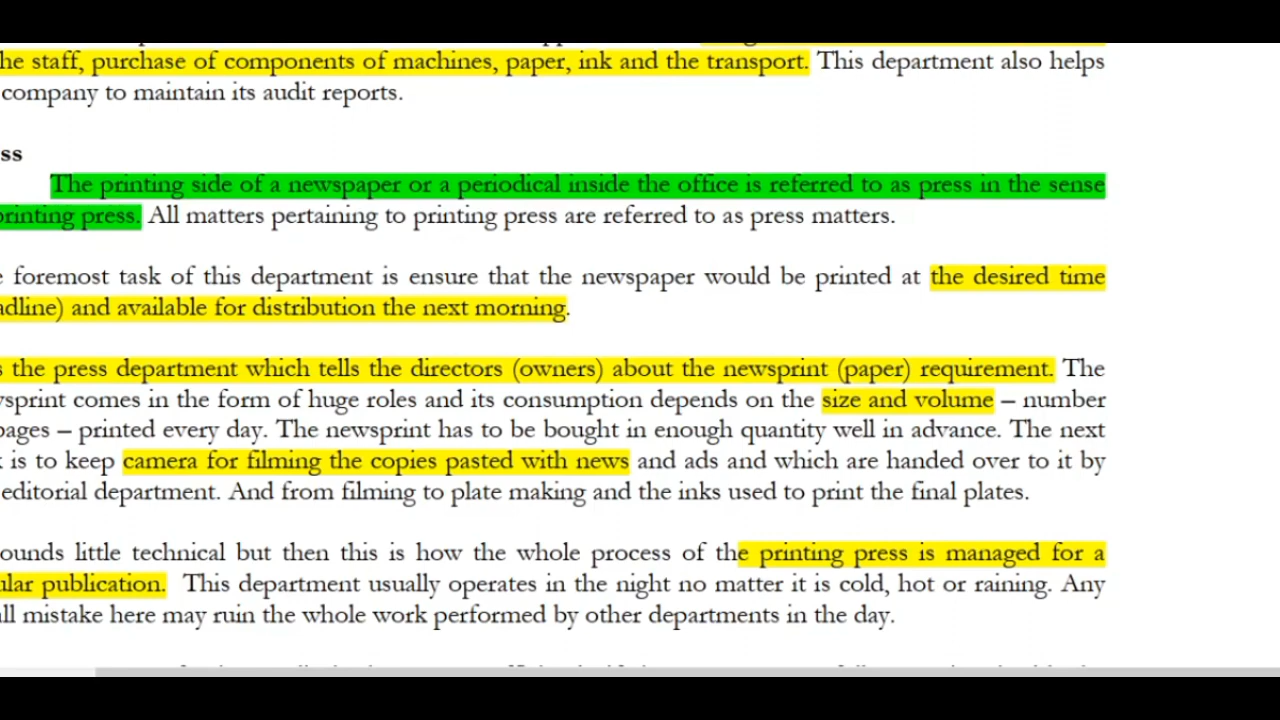 he staff, purchase of components of machines, paper, ink and the transport. This department also helps
company to maintain its audit reports.
ss
The printing side of a newspaper or a periodical inside the office is referred to as press in the sense
printing press. All matters pertaining to printing press are referred to as press matters.
e foremost task of this department is ensure that the newspaper would be printed at the desired time
adline) and available for distribution the next morning.
s the press department which tells the directors (owners) about the newsprint (paper) requirement. The
wsprint comes in the form of huge roles and its consumption depends on the size and volume – number
pages – printed every day. The newsprint has to be bought in enough quantity well in advance. The next
k is to keep camera for filming the copies pasted with news and ads and which are handed over to it by
editorial department. And from filming to plate making and the inks used to print the final plates.
ounds little technical but then this is how the whole process of the printing press is managed for a
ular publication. This department usually operates in the night no matter it is cold, hot or raining. Any
all mistake here may ruin the whole work performed by other departments in the day.